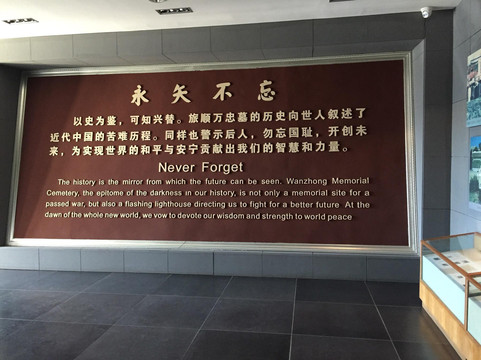 永矢不忘
以史为鉴，可知兴替。旅顺万忠墓的历史向世人叙述了
近代中国的苦难历程。同样也警示后人，勿忘国耻，开创未
来，为实现世界的和平与安宁贡献出我们的智慧和力量。
Never Forget
The history is the mirror from which the future can be seen. Wanzhong Memorial
Cemetery, the epitome of the darkness in our history, is not only a memorial site for a
passed war, but also a flashing lighthouse directing us to fight for a better future At the
dawn of the whole new world, we vow to devote our wisdom and strength to world peace